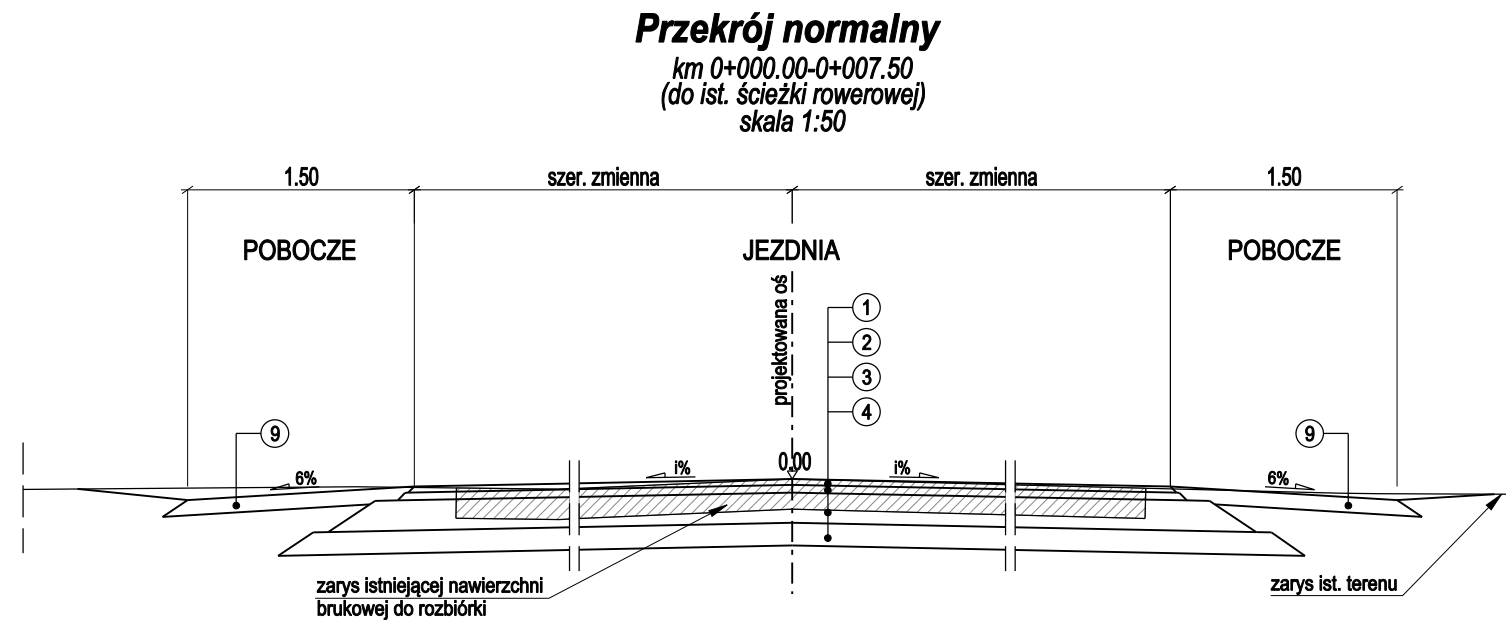 Przekrój normalny
km 0+000.00-0+007.50
(do ist. ścieżki rowerowej)
skala 1:50
1.50
szer. zmienna
szer. zmienna
1.50
POBOCZE
JEZDNIA
POBOCZE
projektowana oś
1
2
3
4
9
9
0.00
6%
i%
i%
6%
zarys istniejącej nawierzchni
brukowej do rozbiórki
zarys ist. terenu